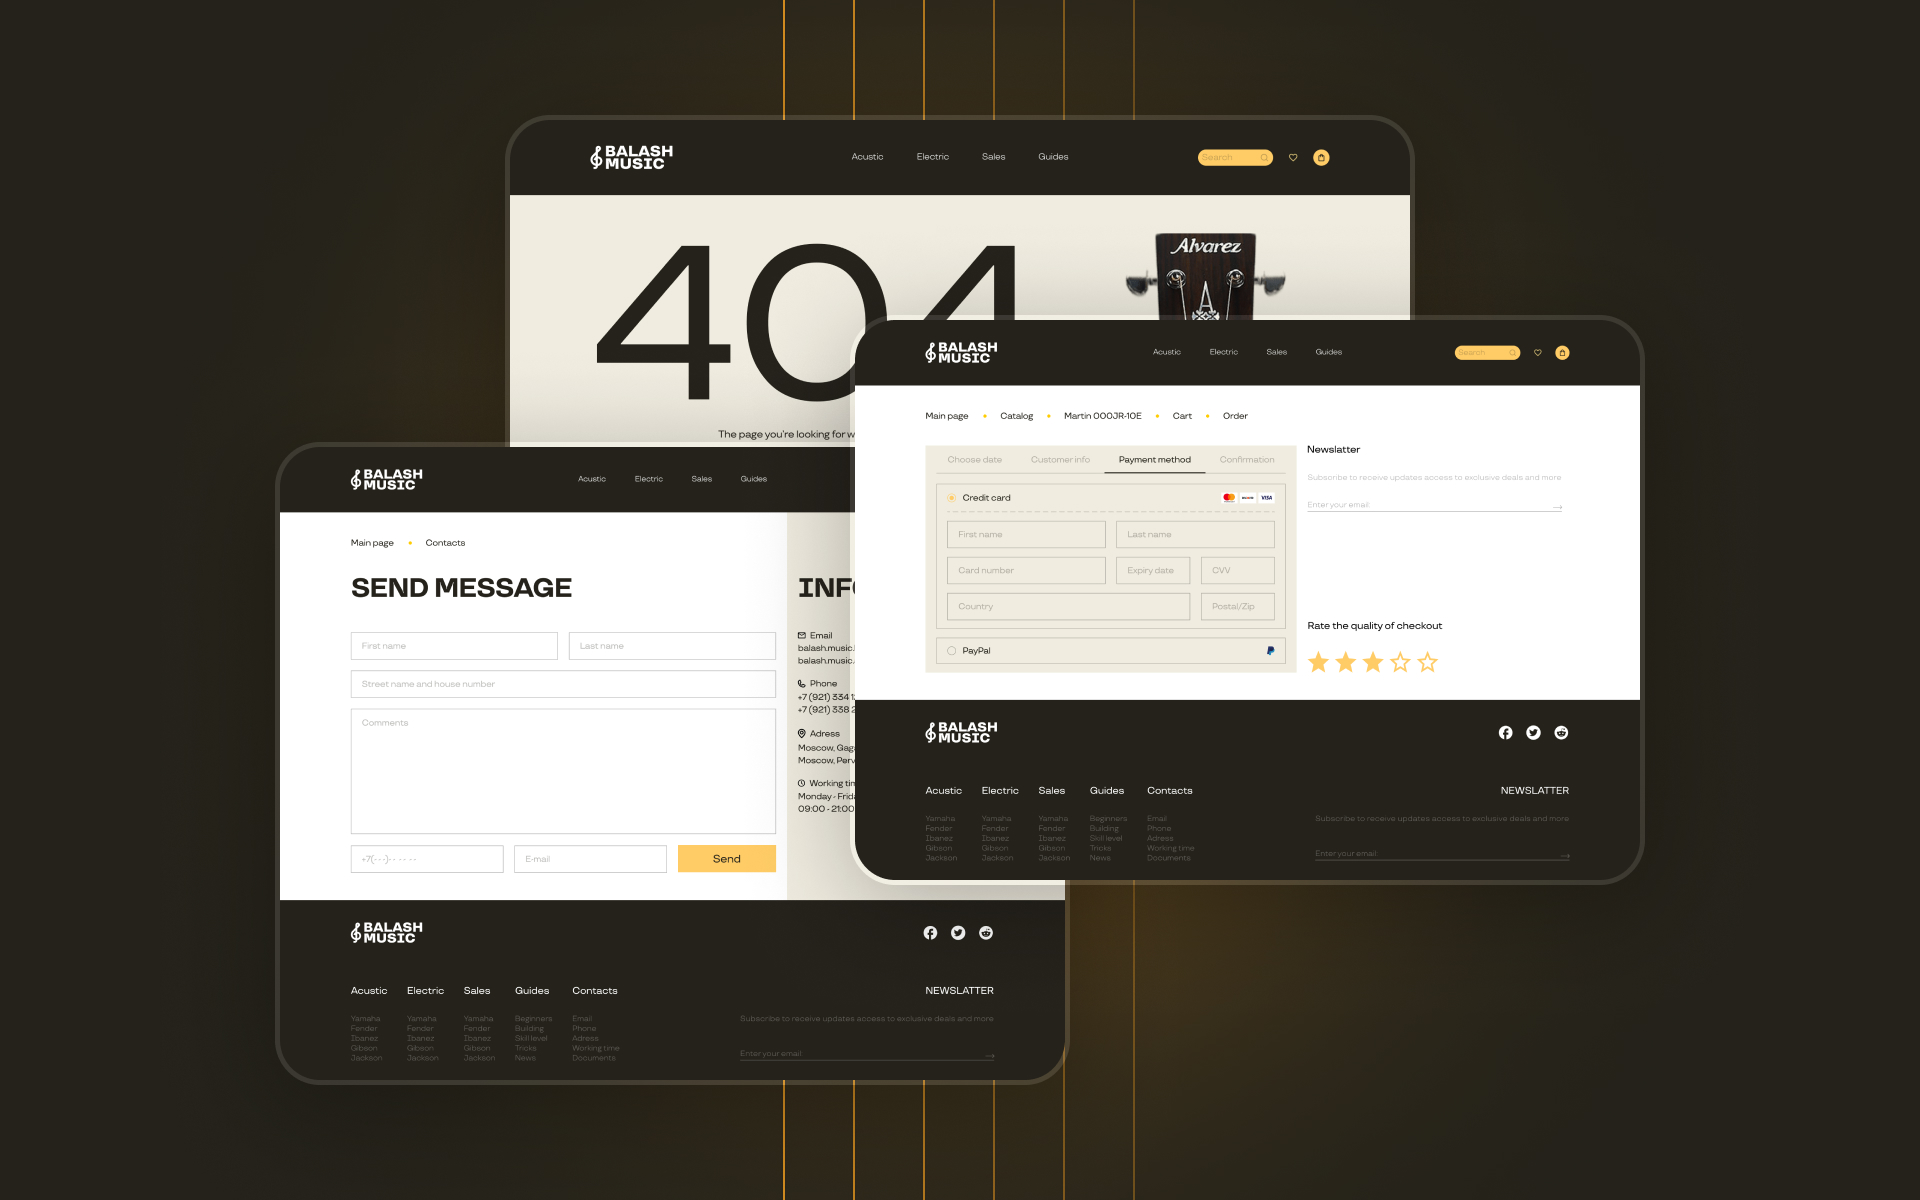 BALASH
MUSIC
Acustic
Electric
Sales
Guides
Search
404
Alvarez
The page you're looking for w
BALASH
MUSIC
Acustic
Electric
Sales
Guides
Main page
Contacts
SEND MESSAGE
First name
Last name
Street name and house number
Comments
+7(---)-- -- --
E-mail
Send
INF
Email
balash.music.
balash.music.
Phone
+7 (921) 334 1
+7 (921) 338 2
Adress
Moscow, Gag
Moscow, Perv
Working tim
Monday - Frid
09:00 - 21:00
BALASH
MUSIC
Acustic
Electric
Sales
Guides
Contacts
NEWSLATTER
Yamaha
Fender
Ibanez
Gibson
Jackson
Yamaha
Fender
Ibanez
Gibson
Jackson
Yamaha
Fender
Ibanez
Gibson
Jackson
Beginners
Building
Skill level
Tricks
News
Email
Phone
Adress
Working time
Documents
Subscribe to receive updates access to exclusive deals and more
Enter your email
BALASH
MUSIC
Acustic
Electric
Sales
Guides
Search
Main page
Catalog
Martin 000JR-10E
Cart
Order
Choose date
Customer info
Payment method
Confirmation
Credit card
VISA
First name
Last name
Card number
Expiry date
CVV
Country
Postal/Zip
PayPal
Newslatter
Subscribe to receive updates access to exclusive deals and more
Enter your email
Rate the quality of checkout
BALASH
MUSIC
Acustic
Electric
Sales
Guides
Contacts
NEWSLATTER
Yamaha
Fender
Ibanez
Gibson
Jackson
Yamaha
Fender
Ibanez
Gibson
Jackson
Yamaha
Fender
Ibanez
Gibson
Jackson
Beginners
Building
Skill level
Tricks
News
Email
Phone
Adress
Working time
Documents
Subscribe to receive updates access to exclusive deals and more
Enter your email